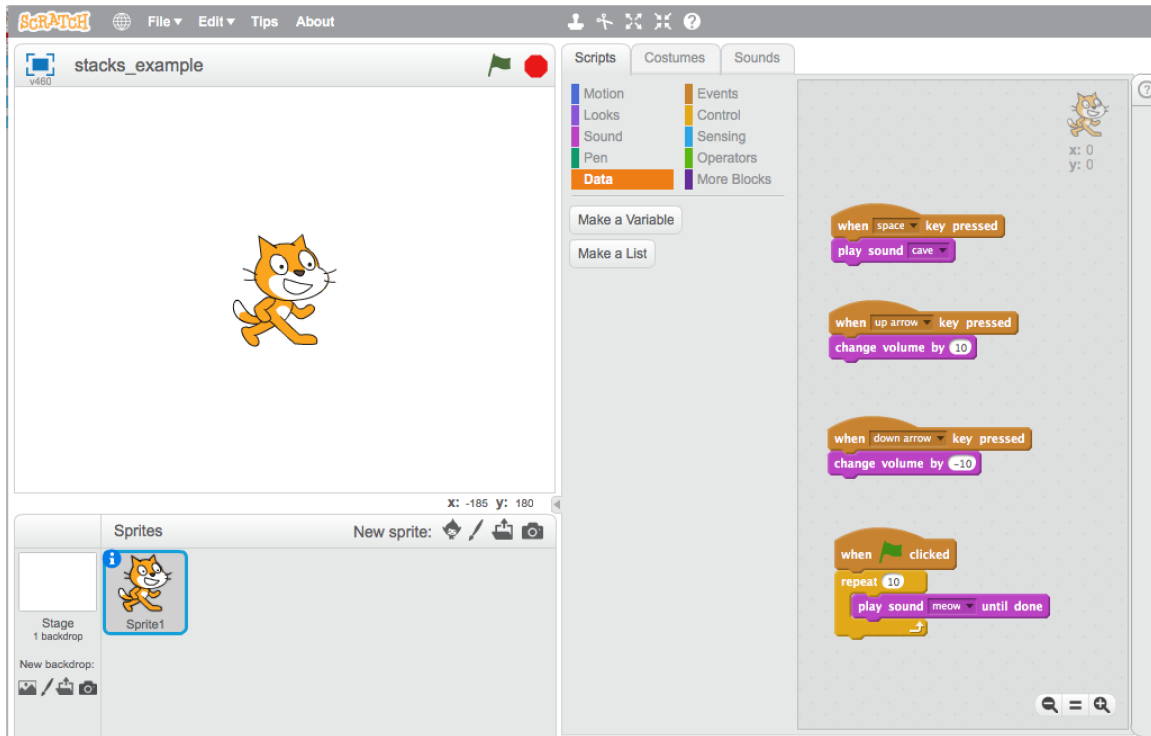 SCRATCH File Edit Tips About ?
v460
stacks_example
x: -185 y: 180
Sprites New sprite:
Stage
1 backdrop
New backdrop:
i
Sprite1
Scripts Costumes Sounds
Motion Events
Looks Control
Sound Sensing
Pen Operators
Data More Blocks
Make a Variable
Make a List
?
x: 0
y: 0
when space key pressed
play sound cave
when up arrow key pressed
change volume by 10
when down arrow key pressed
change volume by -10
when clicked
repeat 10
play sound meow until done